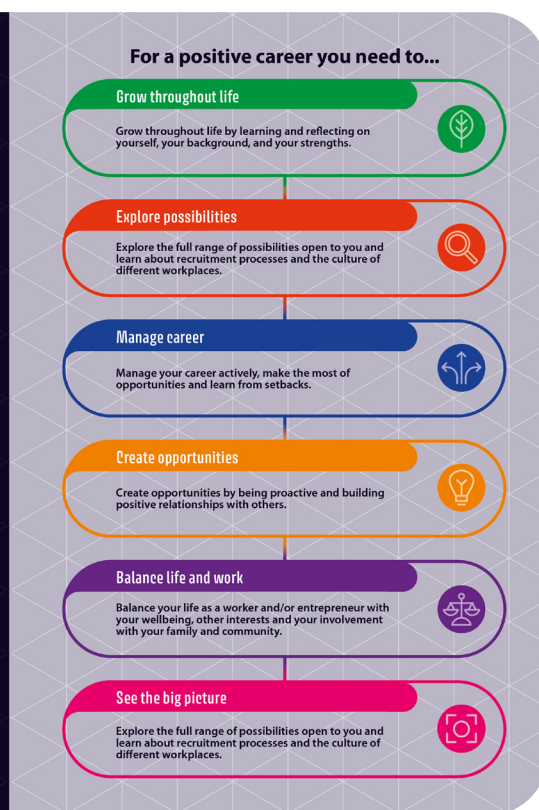 For a positive career you need to...
Grow throughout life
Grow throughout life by learning and reflecting on
yourself, your background, and your strengths.
Explore possibilities
Explore the full range of possibilities open to you and
learn about recruitment processes and the culture of
different workplaces.
Manage career
Manage your career actively, make the most of
opportunities and learn from setbacks.
Create opportunities
Create opportunities by being proactive and building
positive relationships with others.
Balance life and work
Balance your life as a worker and/or entrepreneur with
your wellbeing, other interests and your involvement
with your family and community.
See the big picture
Explore the full range of possibilities open to you and
learn about recruitment processes and the culture of
different workplaces.